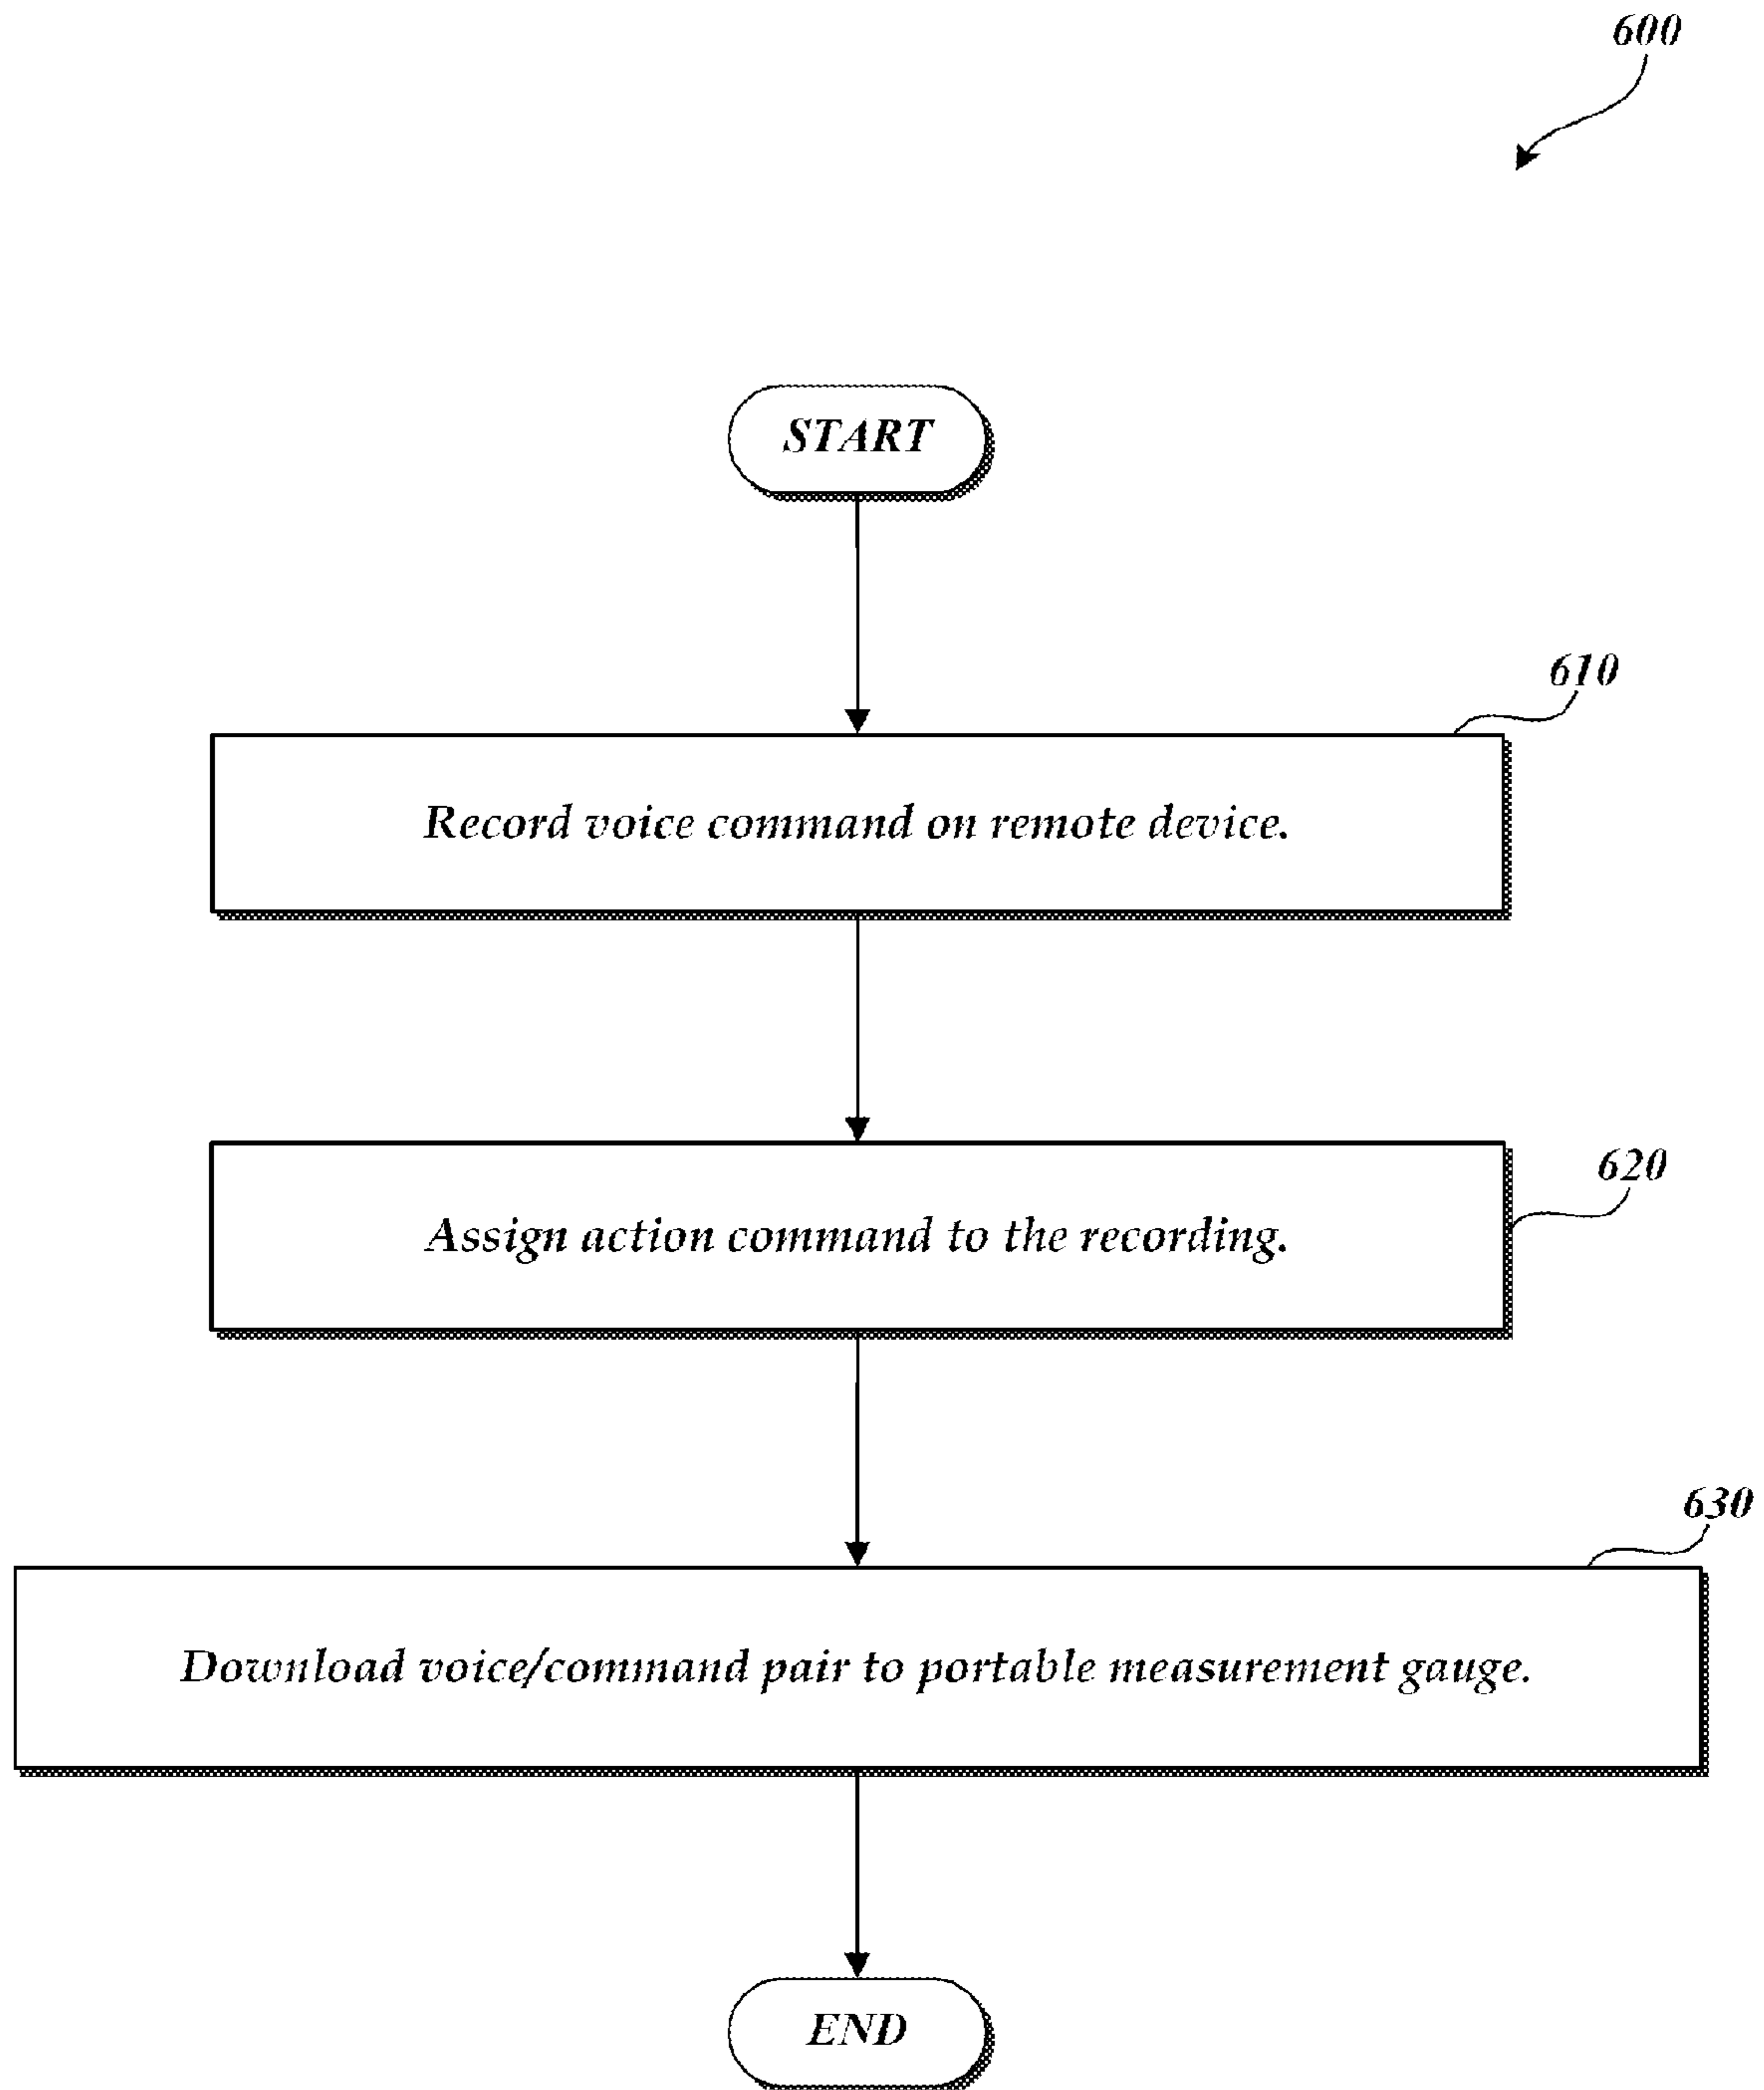 600
START
610
Record voice command on remote device.
620
Assign action command to the recording.
630
Download voice/command pair to portable measurement gauge.
END